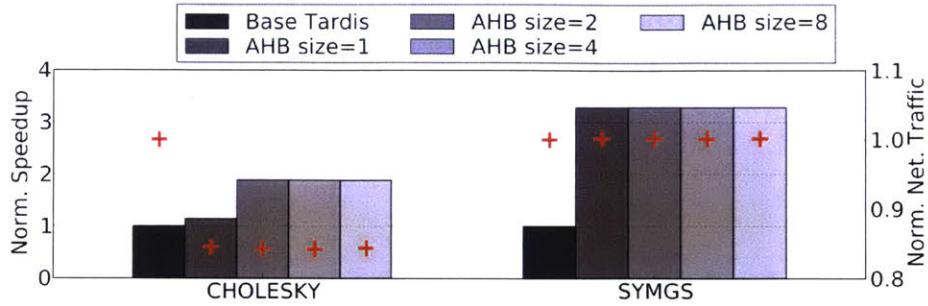 Base Tardis AHB size=2 AHB size=8
AHB size=1 AHB size=4
4 1.1
3 1.0
2
1 0.9
0 0.8
Norm. Speedup
Norm. Net. Traffic
CHOLESKY SYMGS